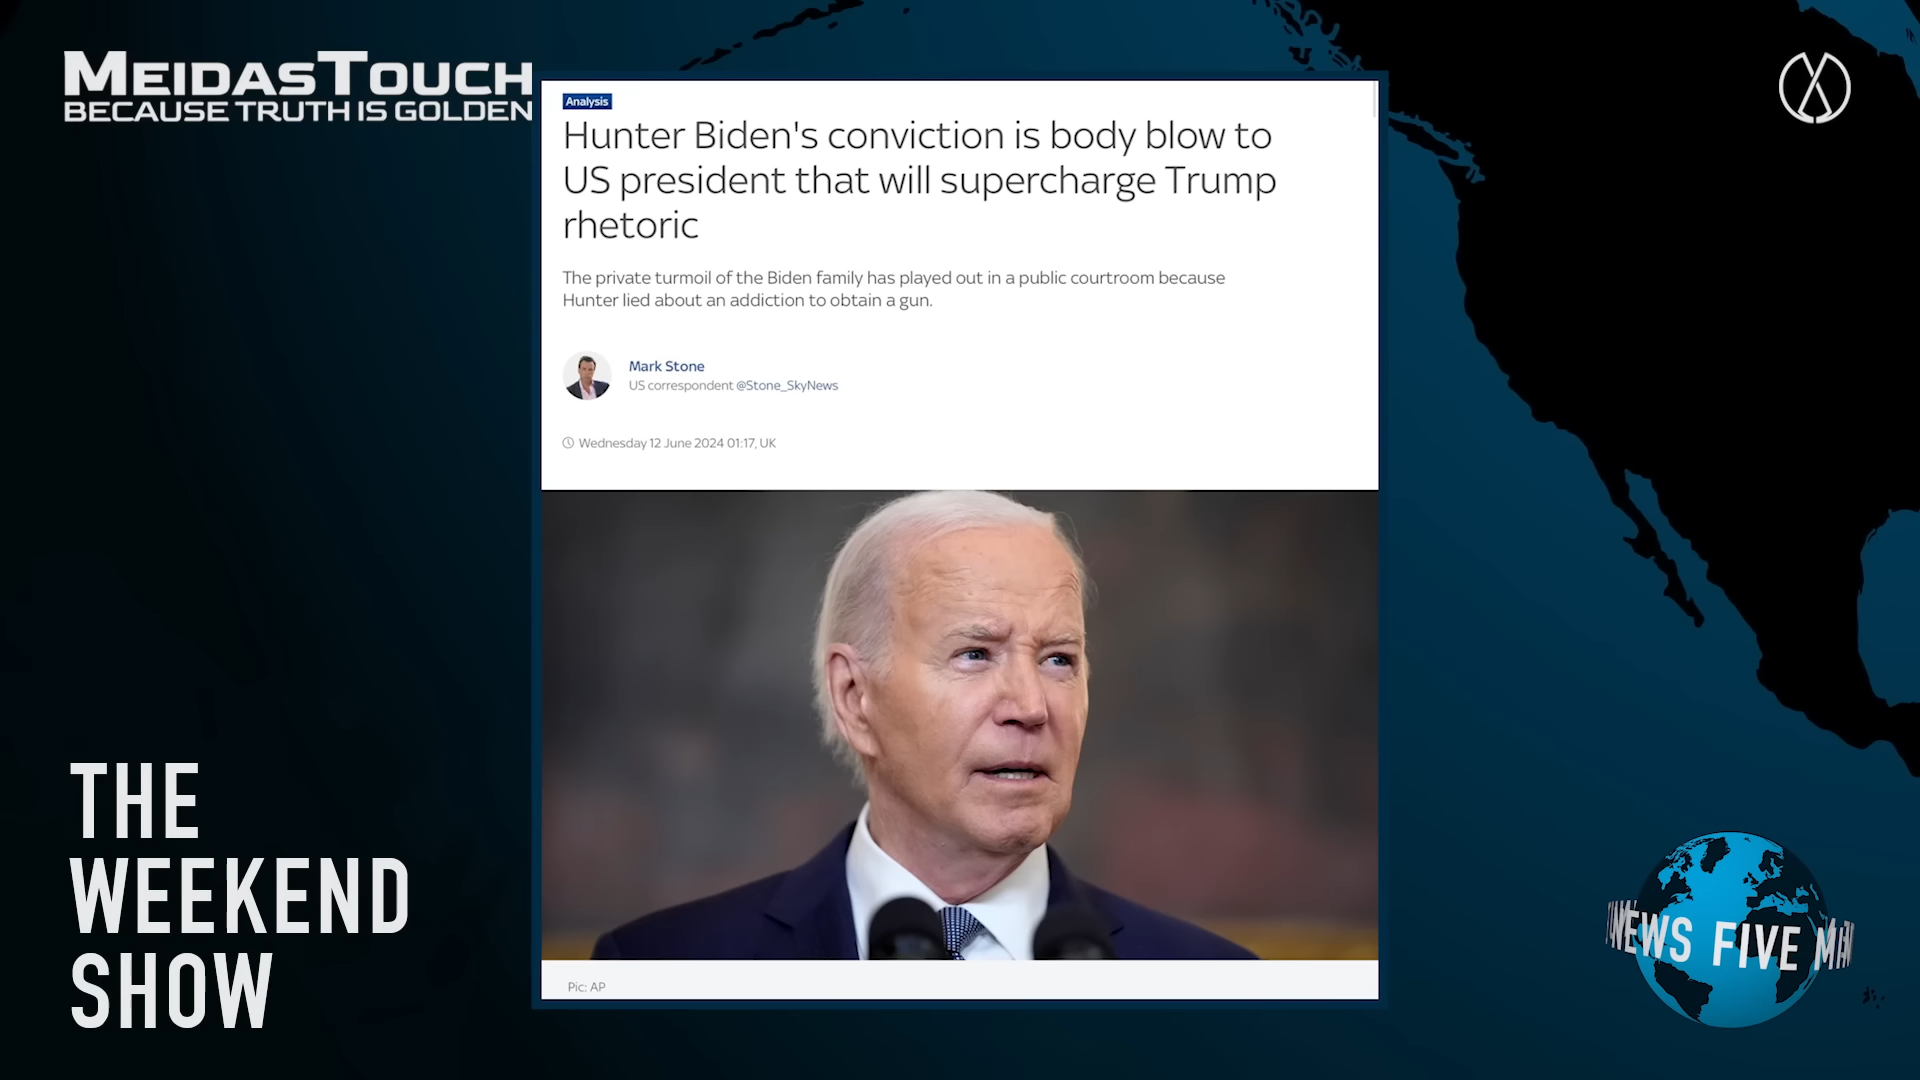 MEIDASTOUCH
BECAUSE TRUTH IS GOLDEN
Analysis
Hunter Biden's conviction is body blow to
US president that will supercharge Trump
rhetoric
The private turmoil of the Biden family has played out in a public courtroom because
Hunter lied about an addiction to obtain a gun.
Mark Stone
US correspondent @Stone_SkyNews
Wednesday 12 June 2024 01:17, UK
Pic: AP
THE
WEEKEND
SHOW
NEWS FIVE